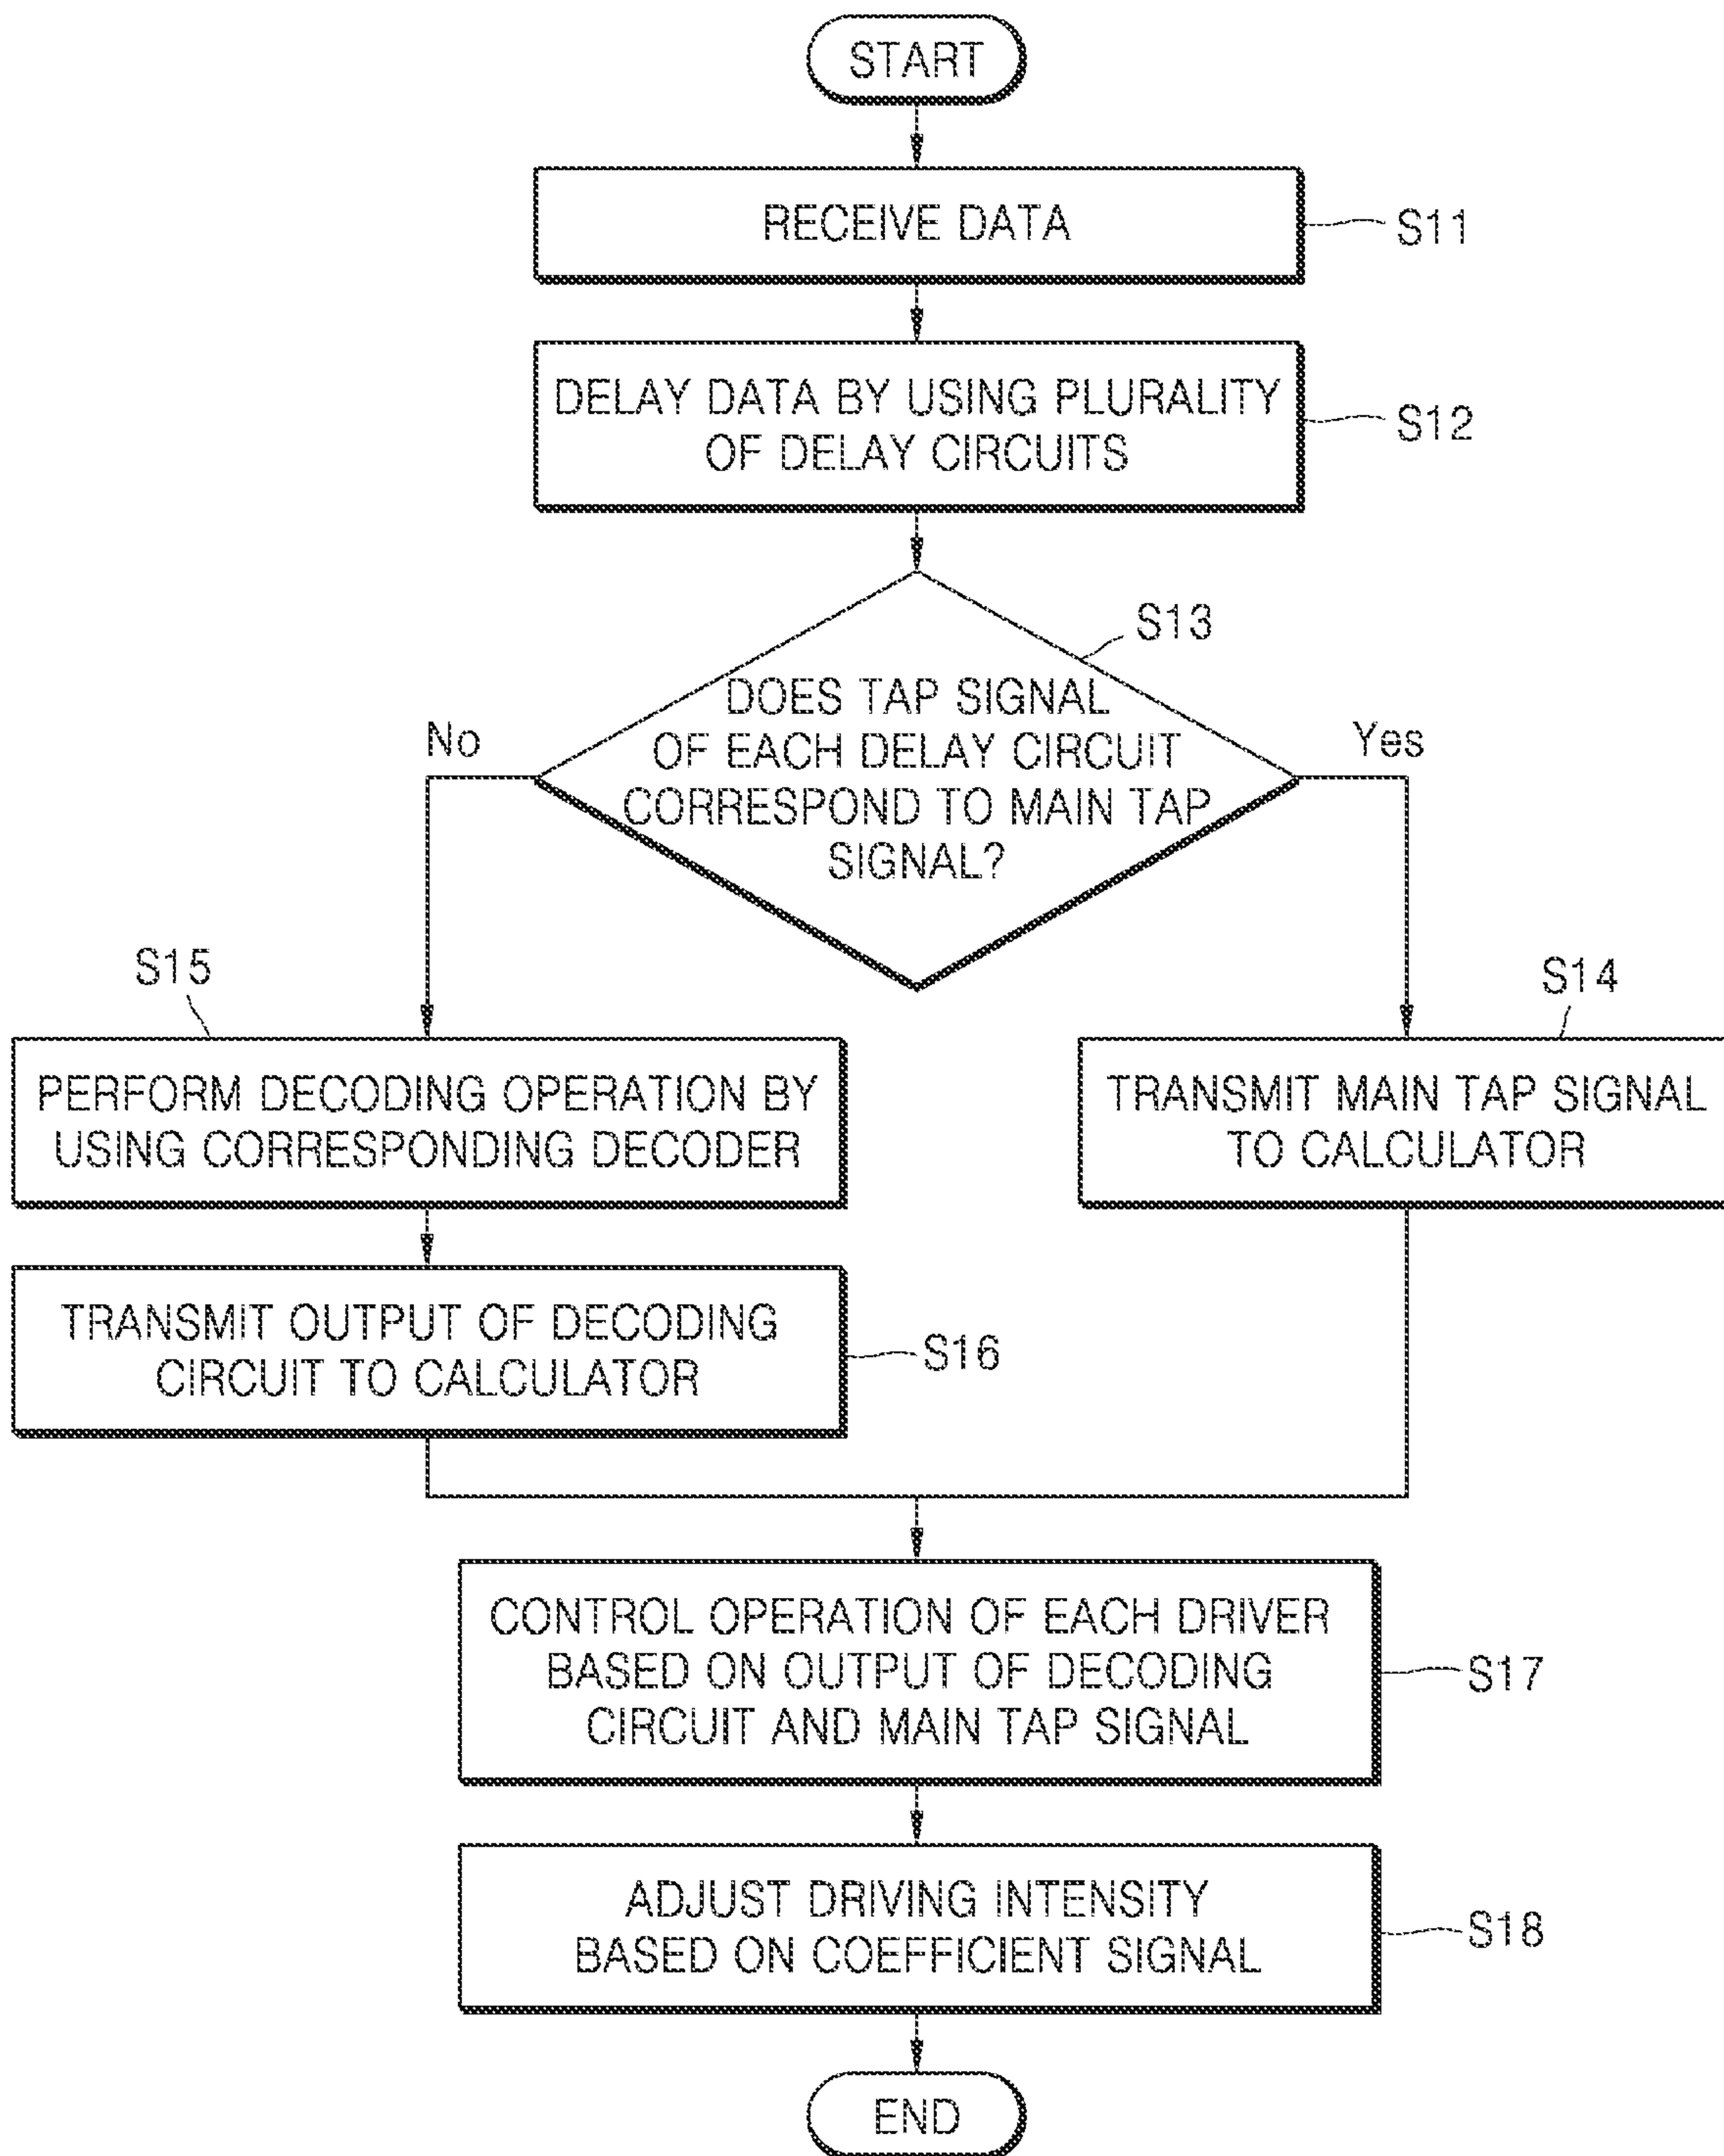 START
RECEIVE DATA
S11
DELAY DATA BY USING PLURALITY
OF DELAY CIRCUITS
S12
S13
DOES TAP SIGNAL
OF EACH DELAY CIRCUIT
CORRESPOND TO MAIN TAP
SIGNAL?
No
Yes
S15
PERFORM DECODING OPERATION BY
USING CORRESPONDING DECODER
S14
TRANSMIT MAIN TAP SIGNAL
TO CALCULATOR
TRANSMIT OUTPUT OF DECODING
CIRCUIT TO CALCULATOR
S16
CONTROL OPERATION OF EACH DRIVER
BASED ON OUTPUT OF DECODING
CIRCUIT AND MAIN TAP SIGNAL
S17
ADJUST DRIVING INTENSITY
BASED ON COEFFICIENT SIGNAL
S18
END